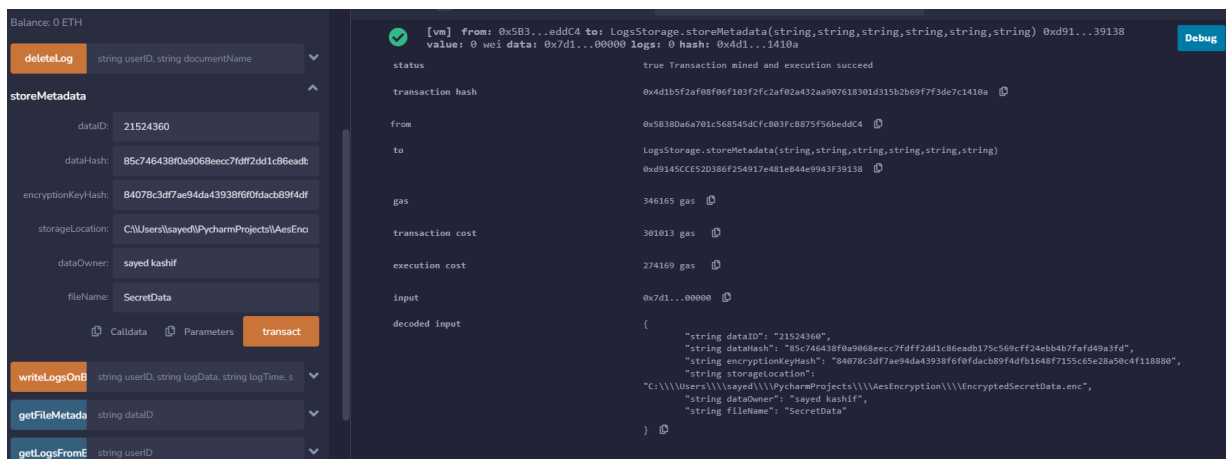 Balance: 0 ETH
deleteLog string userID, string documentName
storeMetadata
dataID: 21524360
dataHash: 85c746438f0a9068eecc7fdff2dd1c86eadb
encryptionKeyHash: 84078c3df7ae94da43938f6f0fdacb89f4df
storageLocation: C:\\Users\\sayed\\PycharmProjects\\AesEncr
dataOwner: sayed kashif
fileName: SecretData
Calldata Parameters transact
writeLogsOnB string userID, string logData, string logTime, s
getFileMetada string dataID
getLogsFromE string userID
[vm] from: 0x5B3...eddC4 to: LogsStorage.storeMetadata(string,string,string,string,string,string) 0xd91...39138
value: 0 wei data: 0x7d1...00000 logs: 0 hash: 0x4d1...1410a
Debug
status true Transaction mined and execution succeed
transaction hash 0x4d1b5f2af08f06f103f2fc2af02a432aa907618301d315b2b69f7f3de7c1410a
from 0x5B38Da6a701c568545dCfcB03FcB875f56beddC4
to LogsStorage.storeMetadata(string,string,string,string,string,string)
0xd9145CCE52D386f254917e481eB44e9943F39138
gas 346165 gas
transaction cost 301013 gas
execution cost 274169 gas
input 0x7d1...00000
decoded input {
"string dataID": "21524360",
"string dataHash": "85c746438f0a9068eecc7fdff2dd1c86eadb175c569cff24ebb4b7fafd49a3fd",
"string encryptionKeyHash": "84078c3df7ae94da43938f6f0fdacb89f4dfb1648f7155c65e28a50c4f118880",
"string storageLocation":
"C:\\\\Users\\\\sayed\\\\PycharmProjects\\\\AesEncryption\\\\EncryptedSecretData.enc",
"string dataOwner": "sayed kashif",
"string fileName": "SecretData"
}